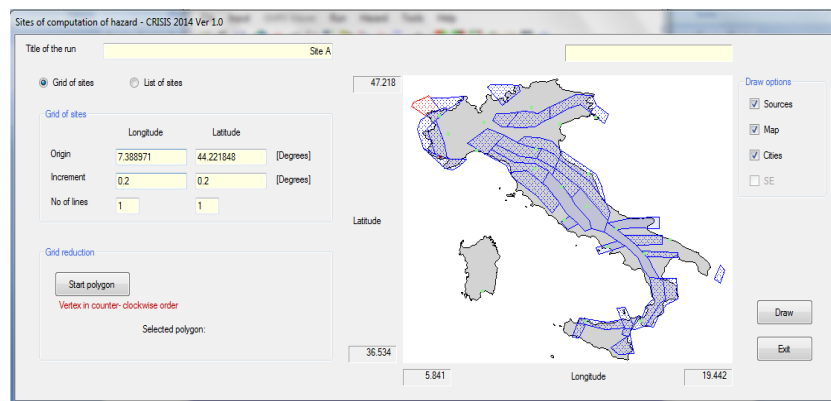 Sites of computation of hazard - CRISIS 2014 Ver 1.0
Title of the run
Site A
Grid of sites
List of sites
Grid of sites
Longitude Latitude
Origin 7.388971 44.221848 [Degrees]
Increment 0.2 0.2 [Degrees]
No of lines 1 1
Grid reduction
Start polygon
Vertex in counter- clockwise order
Selected polygon:
47.218
Latitude
36.534
5.841 Longitude 19.442
Draw options
Sources
Map
Cities
SE
Draw
Exit